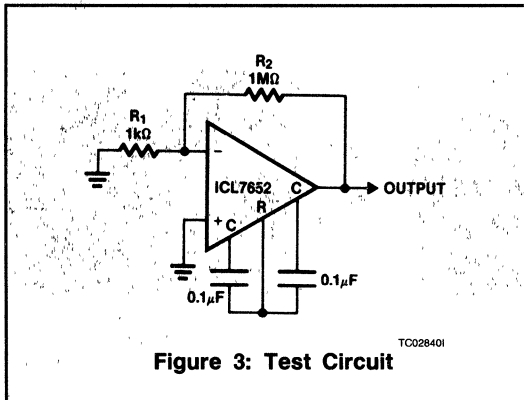 R2
1MΩ
R1
1kΩ
−
ICL7652
C
OUTPUT
R
+
C
0.1μF
0.1μF
TC02840I
Figure 3: Test Circuit